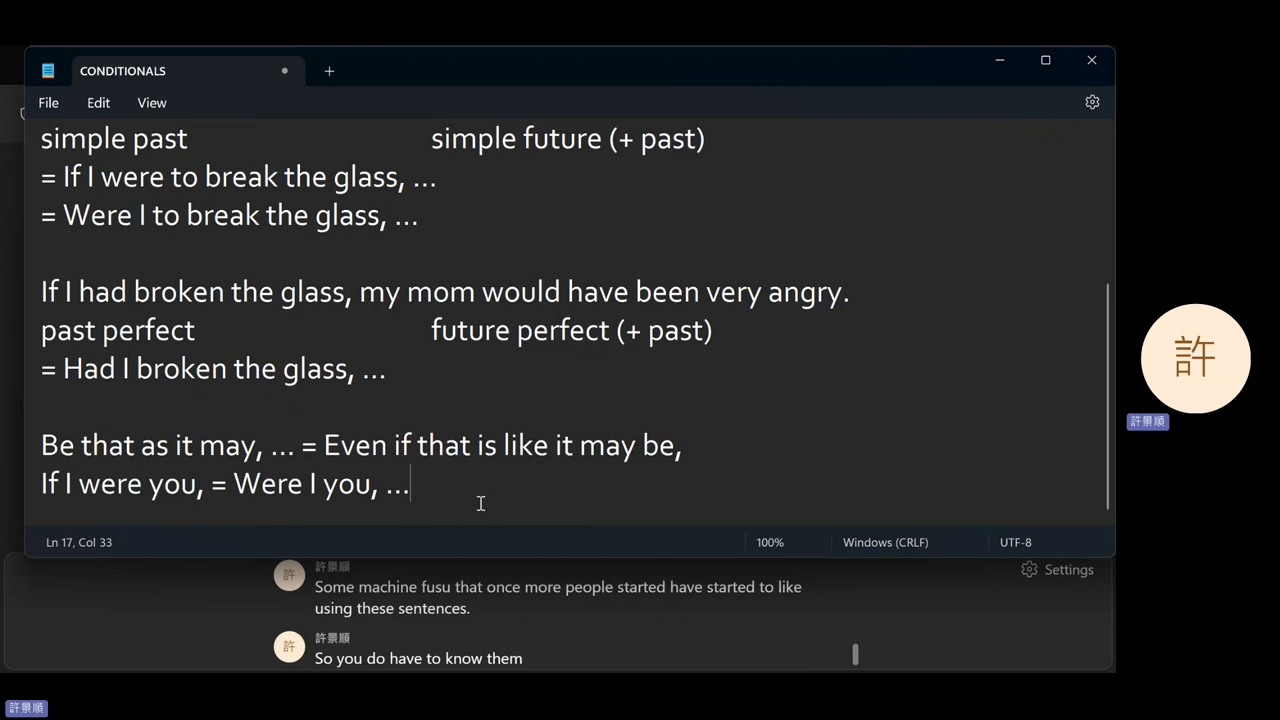 CONDITIONALS
File Edit View
simple past simple future (+ past)
= If I were to break the glass, ...
= Were I to break the glass, ...
If I had broken the glass, my mom would have been very angry.
past perfect future perfect (+ past)
= Had I broken the glass, ...
Be that as it may, ... = Even if that is like it may be,
If I were you, = Were I you, ...
Ln 17, Col 33 100% Windows (CRLF) UTF-8
許
許景順
許 許景順
Some machine fusu that once more people started have started to like
using these sentences.
Settings
許 許景順
So you do have to know them
許景順